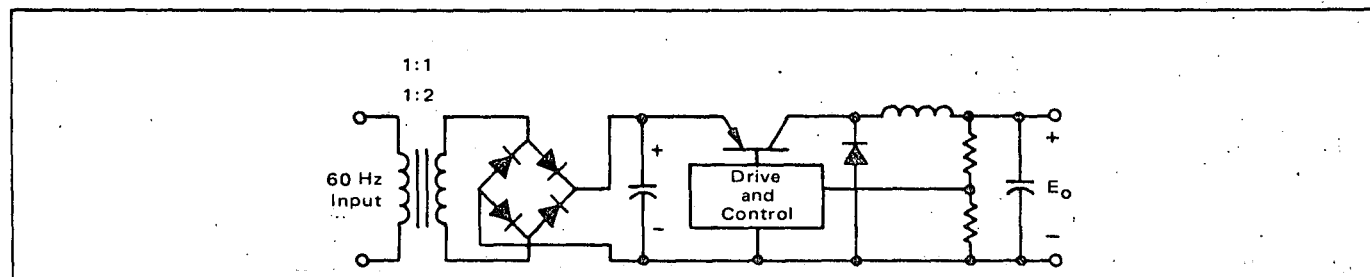 1:1
1:2
60 Hz
Input
+
-
Drive
and
Control
+
E₀
-